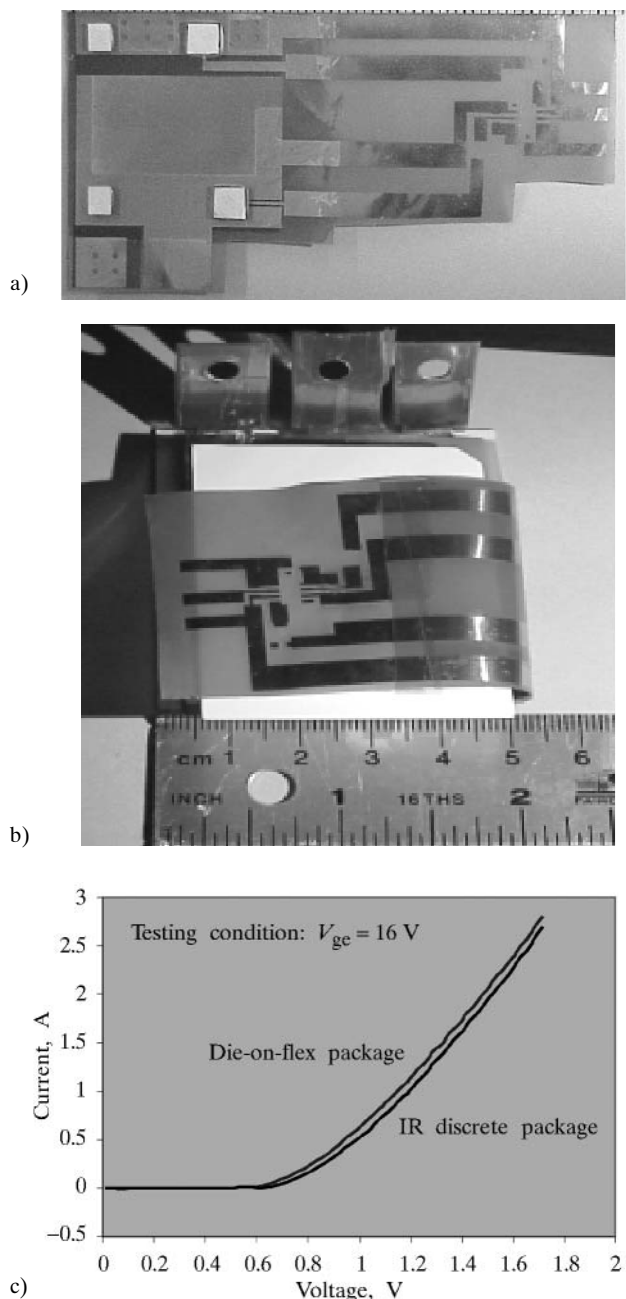 a)
cm 1 2 3 4 5 6
INCH 1 16 THS 2
b)
3
2.5
2
1.5
1
0.5
0
−0.5
Current, A
Testing condition: Vge = 16 V
Die-on-flex package
IR discrete package
0 0.2 0.4 0.6 0.8 1 1.2 1.4 1.6 1.8 2
Voltage, V
c)